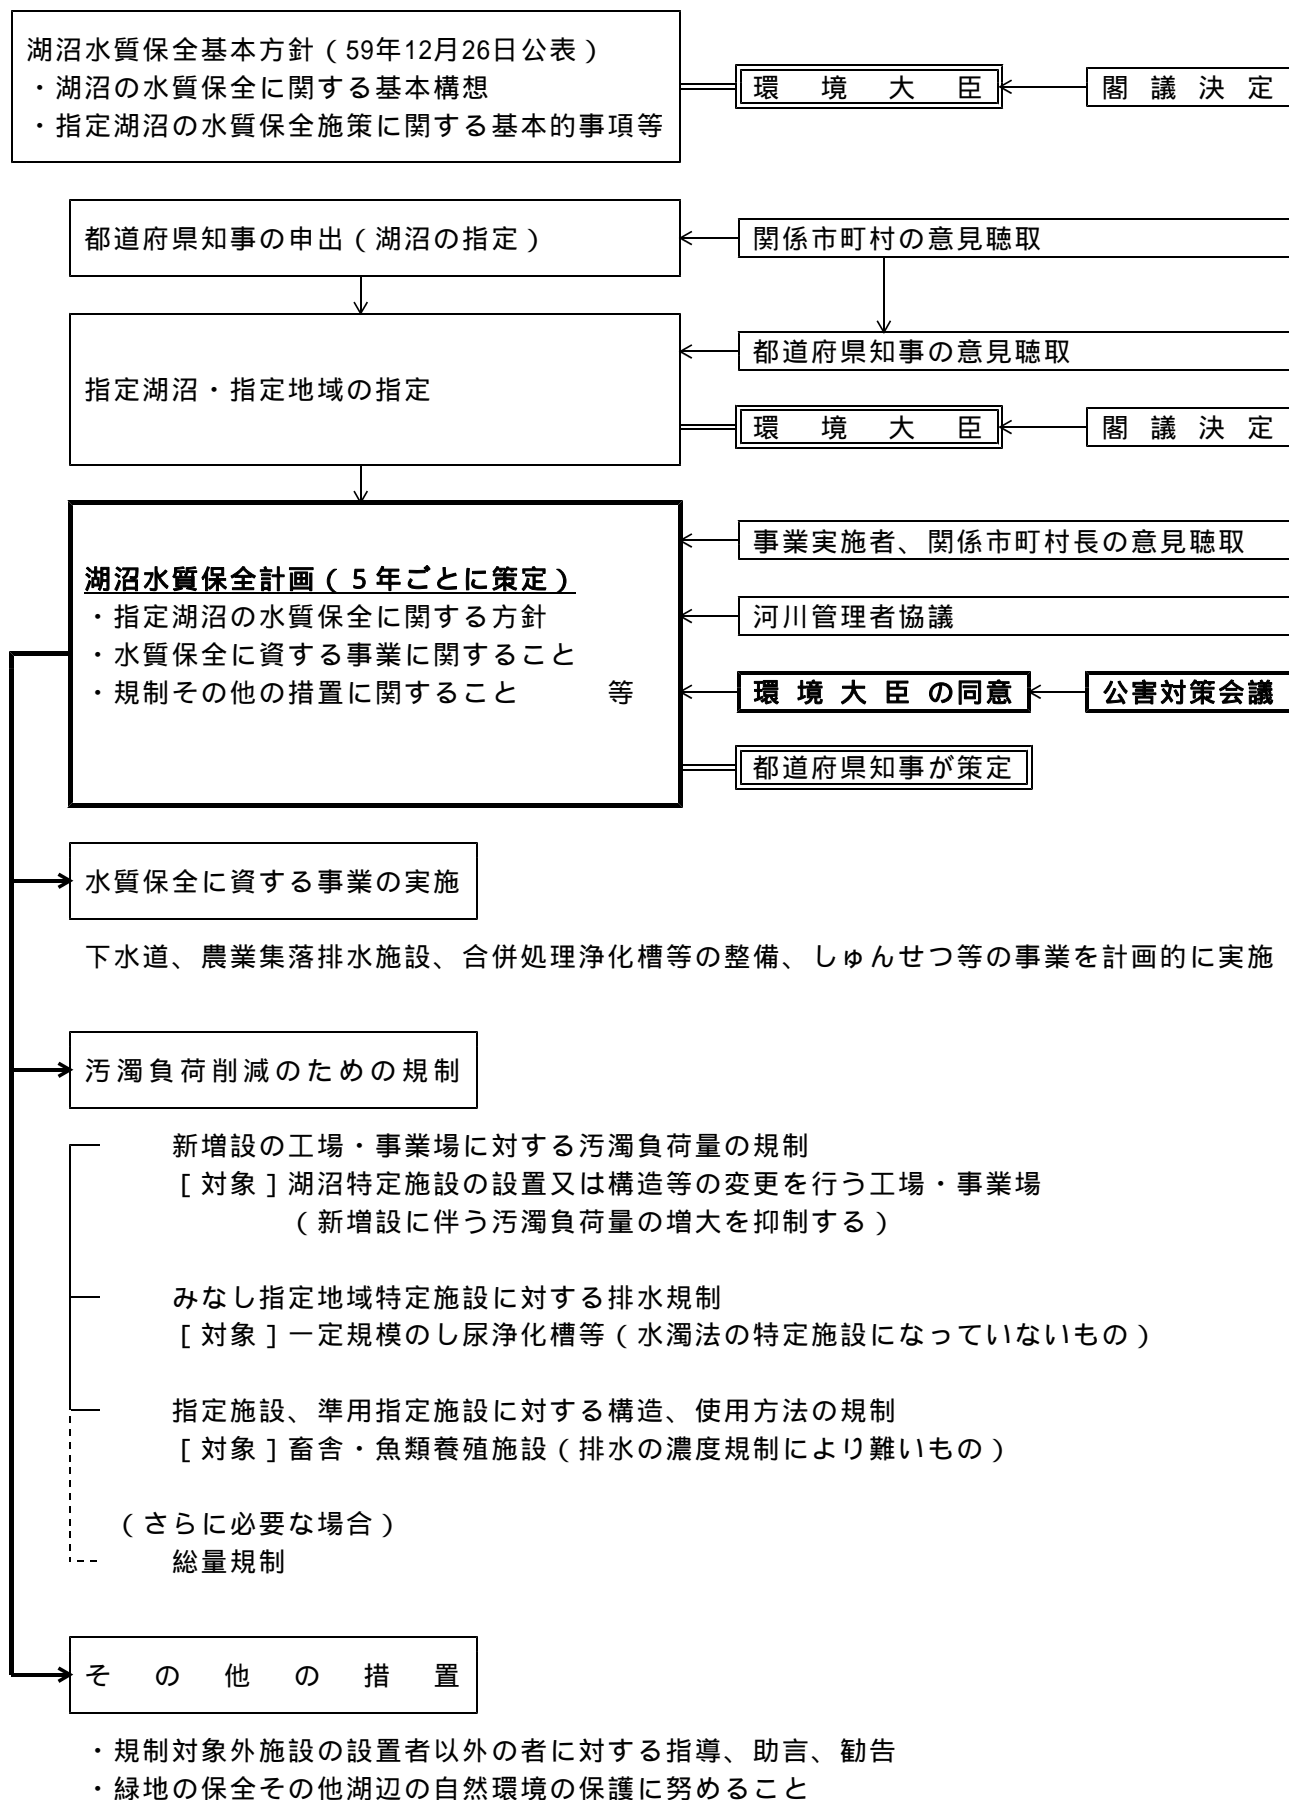 湖沼水質保全基本方針（59年12月26日公表）
・湖沼の水質保全に関する基本構想
・指定湖沼の水質保全施策に関する基本的事項等
環境大臣
閣議決定
都道府県知事の申出（湖沼の指定）
関係市町村の意見聴取
指定湖沼・指定地域の指定
都道府県知事の意見聴取
環境大臣
閣議決定
湖沼水質保全計画（５年ごとに策定）
・指定湖沼の水質保全に関する方針
・水質保全に資する事業に関すること
・規制その他の措置に関すること　等
事業実施者、関係市町村長の意見聴取
河川管理者協議
環境大臣の同意
公害対策会議
都道府県知事が策定
水質保全に資する事業の実施
下水道、農業集落排水施設、合併処理浄化槽等の整備、しゅんせつ等の事業を計画的に実施
汚濁負荷削減のための規制
新増設の工場・事業場に対する汚濁負荷量の規制
［対象］湖沼特定施設の設置又は構造等の変更を行う工場・事業場
（新増設に伴う汚濁負荷量の増大を抑制する）
みなし指定地域特定施設に対する排水規制
［対象］一定規模のし尿浄化槽等（水濁法の特定施設になっていないもの）
指定施設、準用指定施設に対する構造、使用方法の規制
［対象］畜舎・魚類養殖施設（排水の濃度規制により難いもの）
（さらに必要な場合）
総量規制
その他の措置
・規制対象外施設の設置者以外の者に対する指導、助言、勧告
・緑地の保全その他湖辺の自然環境の保護に努めること